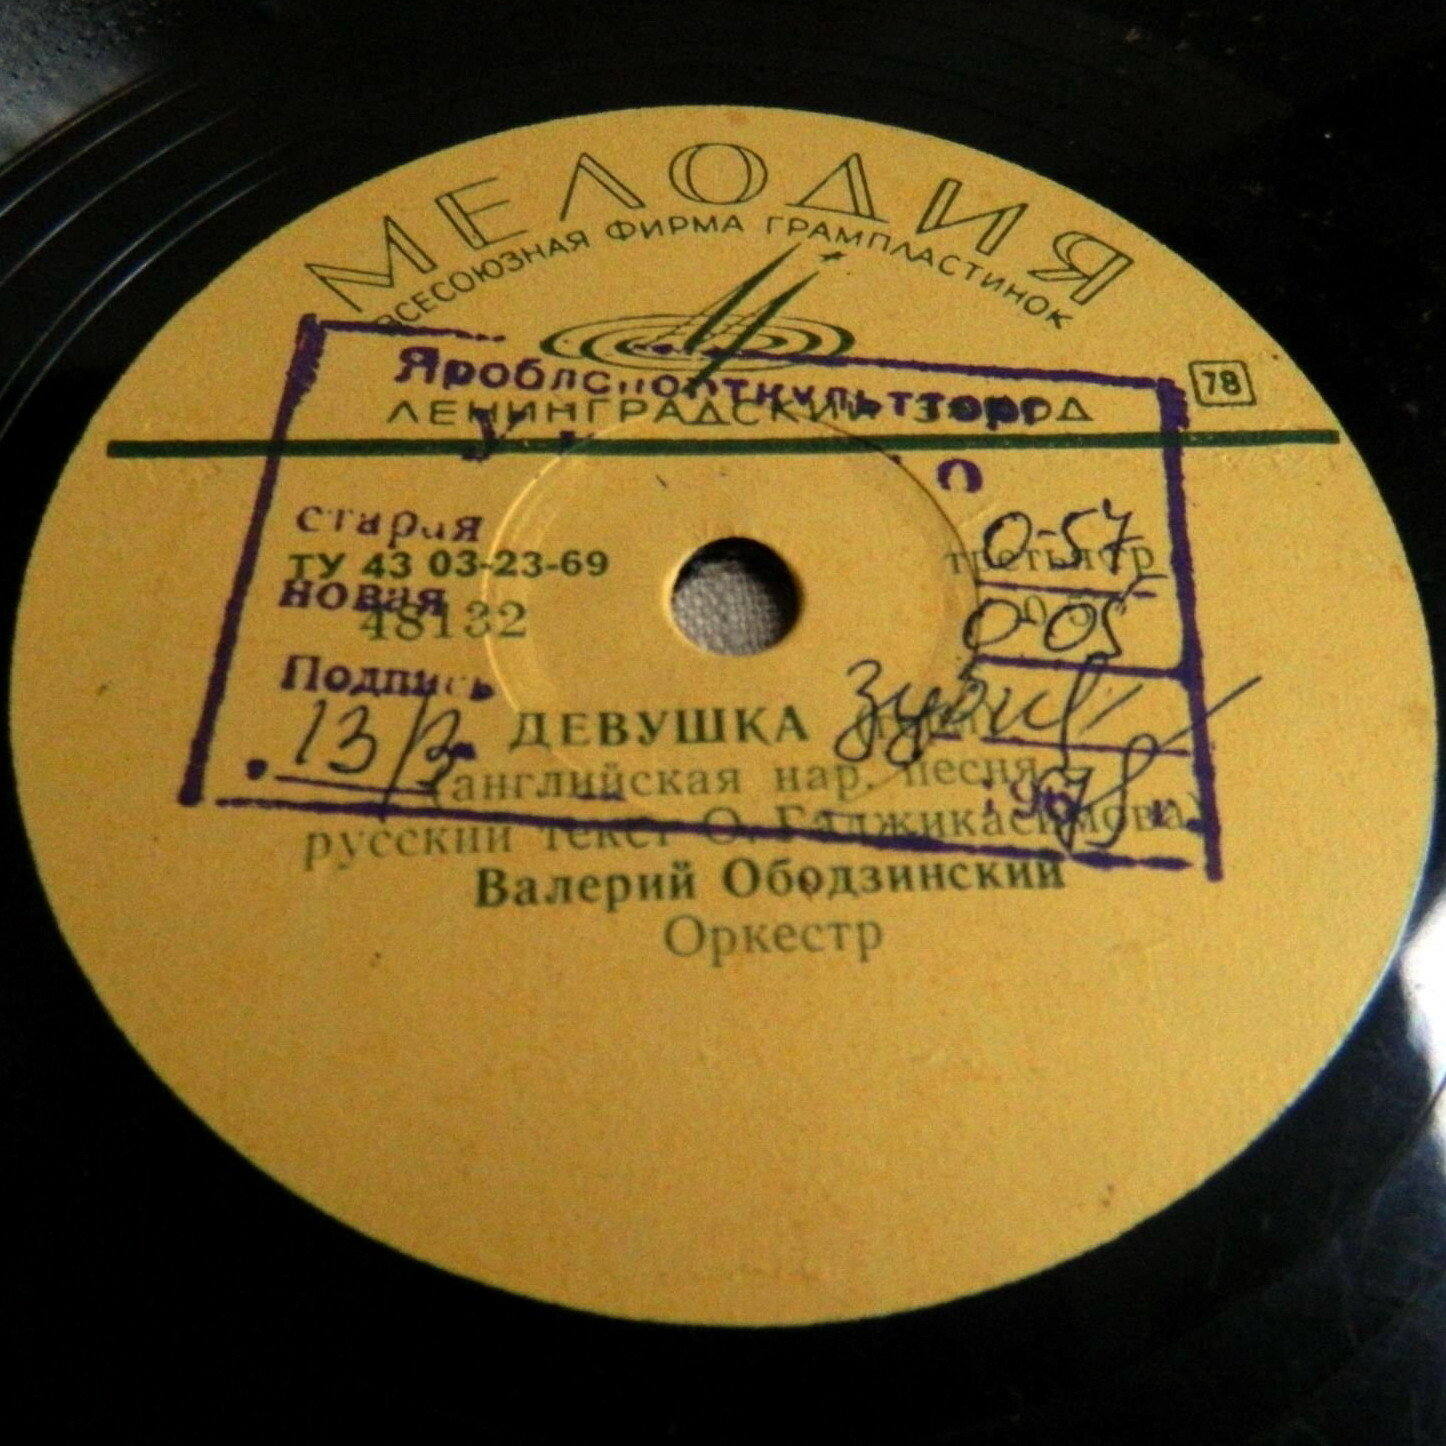 МЕЛОДИЯ
ВСЕСОЮЗНАЯ ФИРМА ГРАМПЛАСТИНОК
78
Яроблспорткультторг
ЛЕНИНГРАДСКИЙ ЗАВОД
старая 0-57
ТУ 43 03-23-69
новая 0-05
48132
Подпись
13/
ДЕВУШКА
(английская нар. песня
русский текст О. Гаджикасимова)
Валерий Ободзинский
Оркестр